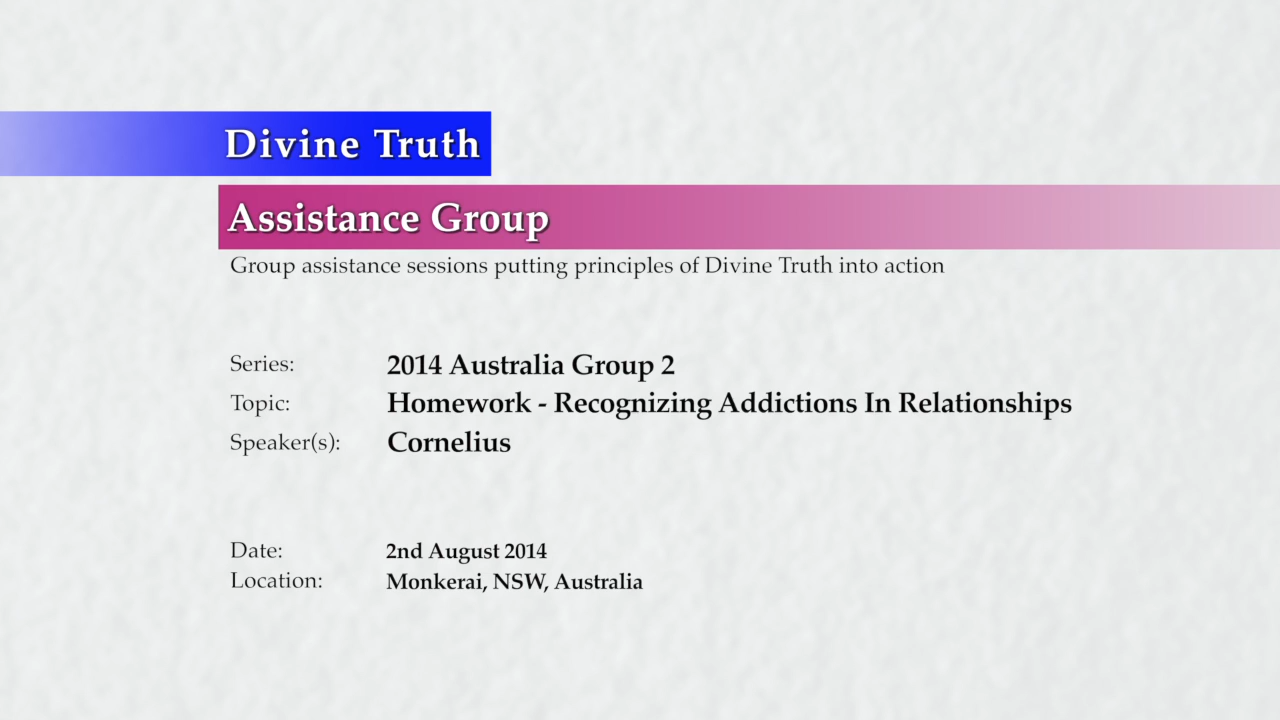 Divine Truth
Assistance Group
Group assistance sessions putting principles of Divine Truth into action
Series: 2014 Australia Group 2
Topic: Homework - Recognizing Addictions In Relationships
Speaker(s): Cornelius
Date: 2nd August 2014
Location: Monkerai, NSW, Australia